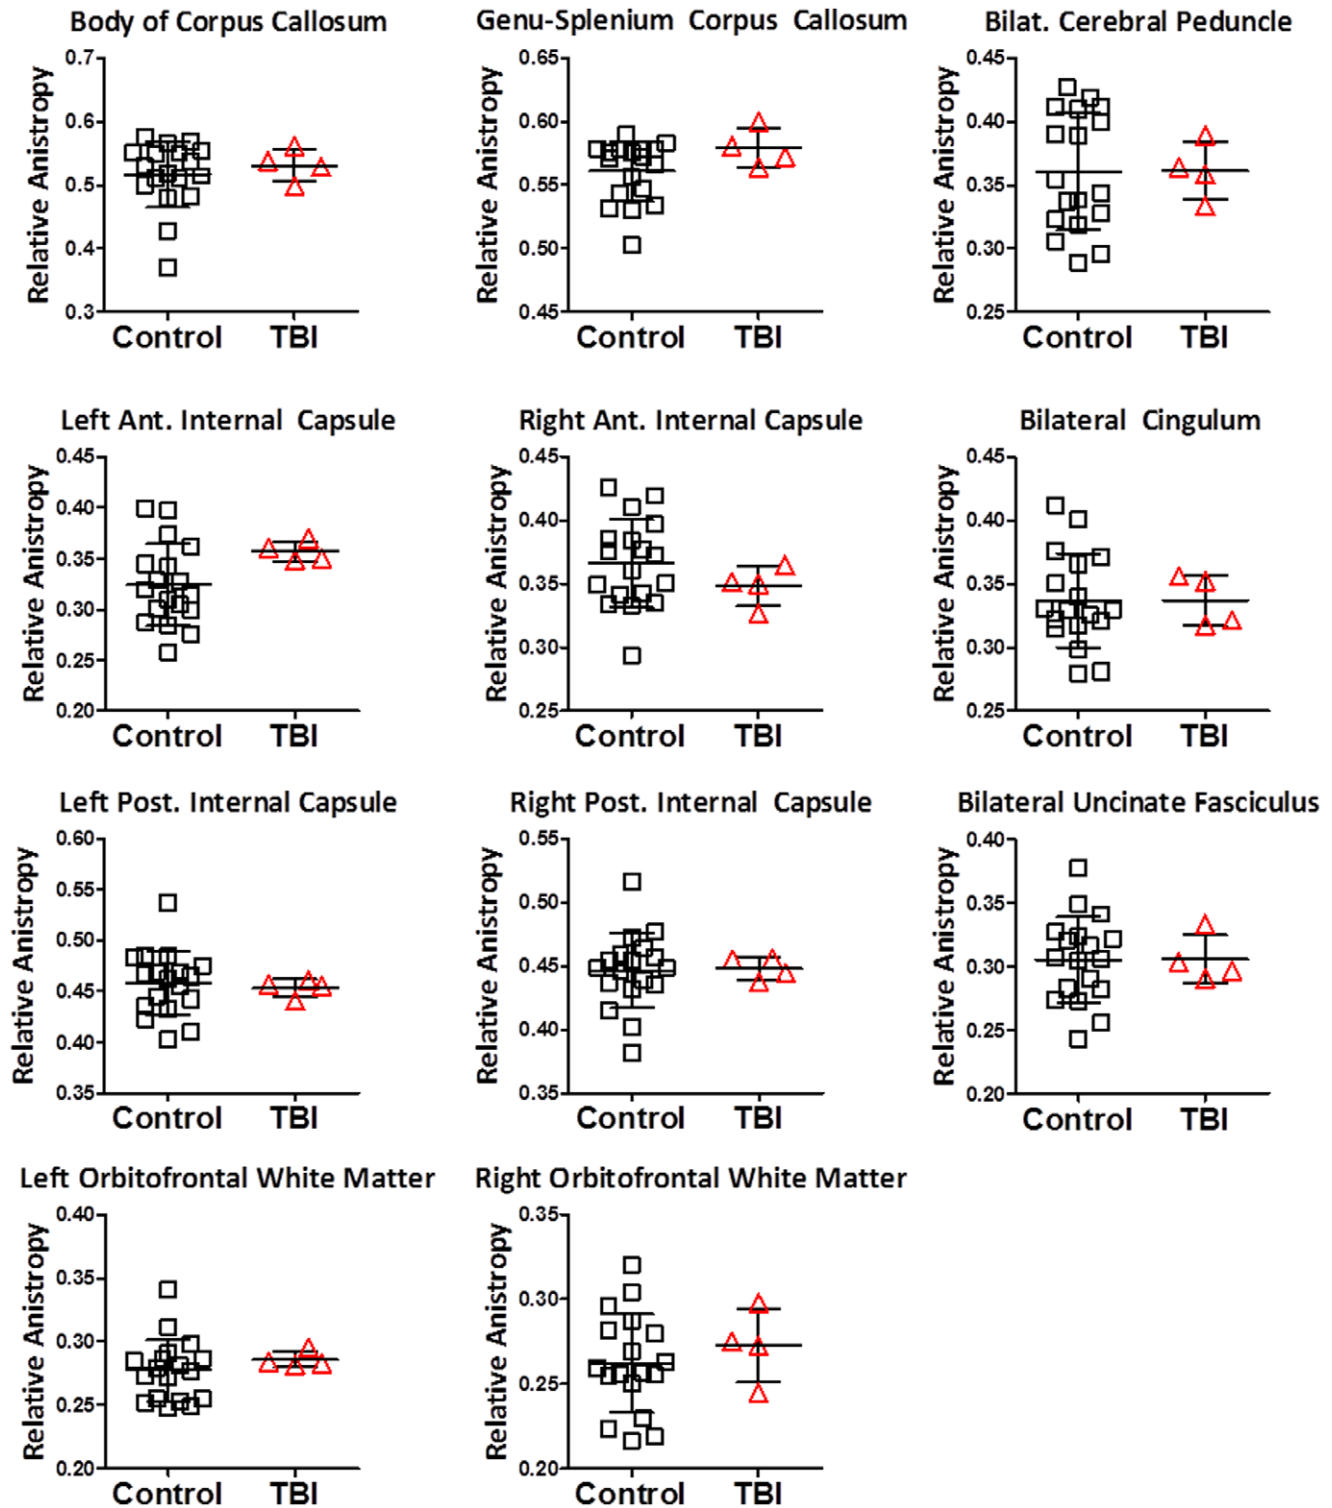 Body of Corpus Callosum
Relative Anistropy
0.7
0.6
0.5
0.4
0.3
Control TBI
Genu-Splenium Corpus Callosum
Relative Anistropy
0.65
0.60
0.55
0.50
0.45
Control TBI
Bilat. Cerebral Peduncle
Relative Anistropy
0.45
0.40
0.35
0.30
0.25
Control TBI
Left Ant. Internal Capsule
Relative Anistropy
0.45
0.40
0.35
0.30
0.25
0.20
Control TBI
Right Ant. Internal Capsule
Relative Anistropy
0.45
0.40
0.35
0.30
0.25
Control TBI
Bilateral Cingulum
Relative Anistropy
0.45
0.40
0.35
0.30
0.25
Control TBI
Left Post. Internal Capsule
Relative Anistropy
0.60
0.55
0.50
0.45
0.40
0.35
Control TBI
Right Post. Internal Capsule
Relative Anistropy
0.55
0.50
0.45
0.40
0.35
Control TBI
Bilateral Uncinate Fasciculus
Relative Anistropy
0.40
0.35
0.30
0.25
0.20
Control TBI
Left Orbitofrontal White Matter
Relative Anistropy
0.40
0.35
0.30
0.25
0.20
Control TBI
Right Orbitofrontal White Matter
Relative Anistropy
0.35
0.30
0.25
0.20
Control TBI